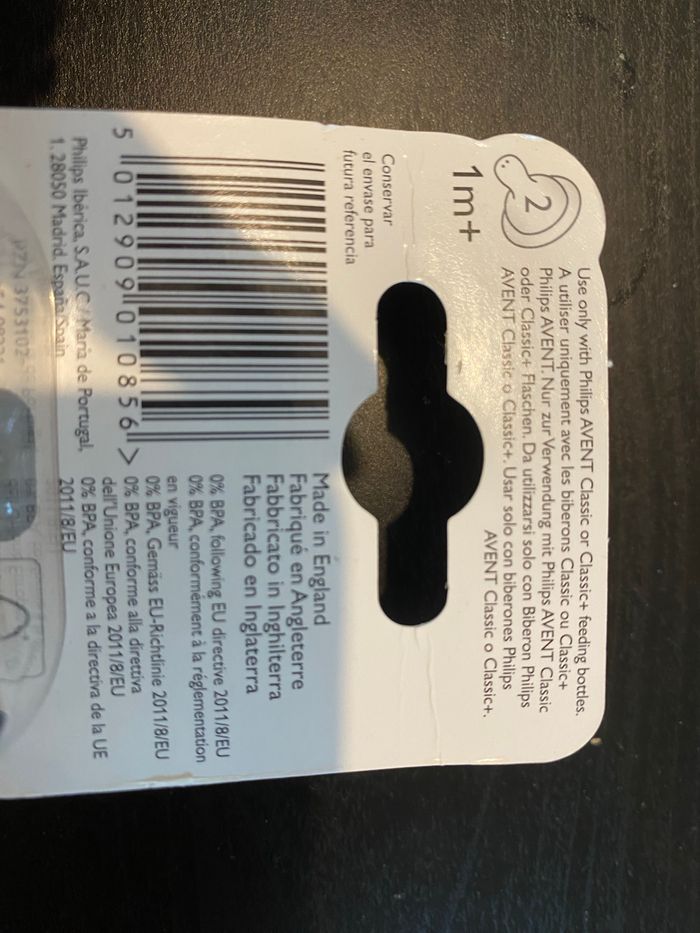 2
1m+
Use only with Philips AVENT Classic or Classic+ feeding bottles.
A utiliser uniquement avec les biberons Classic ou Classic+
Philips AVENT. Nur zur Verwendung mit Philips AVENT Classic
oder Classic+ Flaschen. Da utilizzarsi solo con Biberon Philips
AVENT Classic o Classic+. Usar solo con biberones Philips
AVENT Classic o Classic+.
Conservar
el envase para
futura referencia
5 012909 010856 >
Philips Ibérica, S.A.U.C./ María de Portugal,
1. 28050 Madrid. España/Spain
PZN 3753102
Made in England
Fabriqué en Angleterre
Fabbricato in Inghilterra
Fabricado en Inglaterra
0% BPA, following EU directive 2011/8/EU
0% BPA, conformément à la réglementation
en vigueur
0% BPA, Gemäss EU-Richtlinie 2011/8/EU
0% BPA, conforme alla direttiva
dell'Unione Europea 2011/8/EU
0% BPA, conforme a la directiva de la UE
2011/8/EU